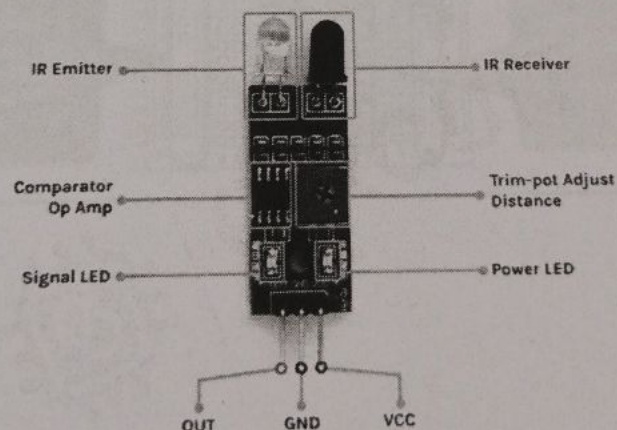 IR Emitter
IR Receiver
Comparator
Op Amp
Trim-pot Adjust
Distance
Signal LED
Power LED
OUT
GND
VCC